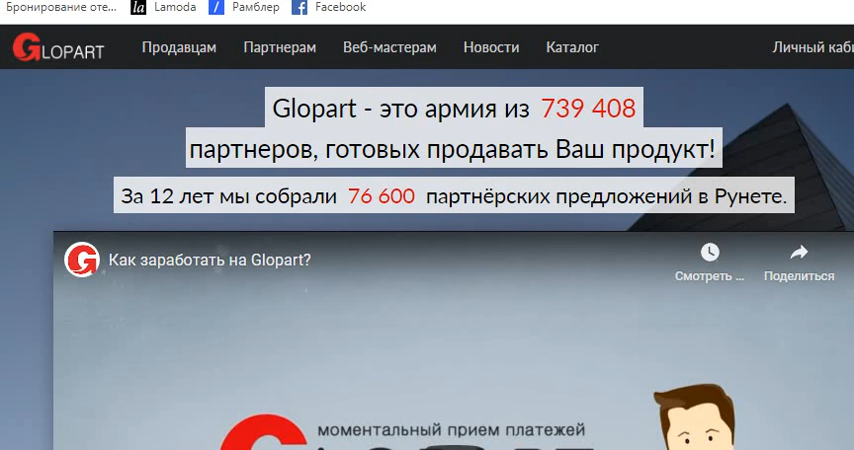 Бронирование оте... la Lamoda Рамблер Facebook
GLOPART Продавцам Партнерам Веб-мастерам Новости Каталог Личный каби
Glopart - это армия из 739 408
партнеров, готовых продавать Ваш продукт!
За 12 лет мы собрали 76 600 партнёрских предложений в Рунете.
Как заработать на Glopart?
Смотреть ... Поделиться
моментальный прием платежей